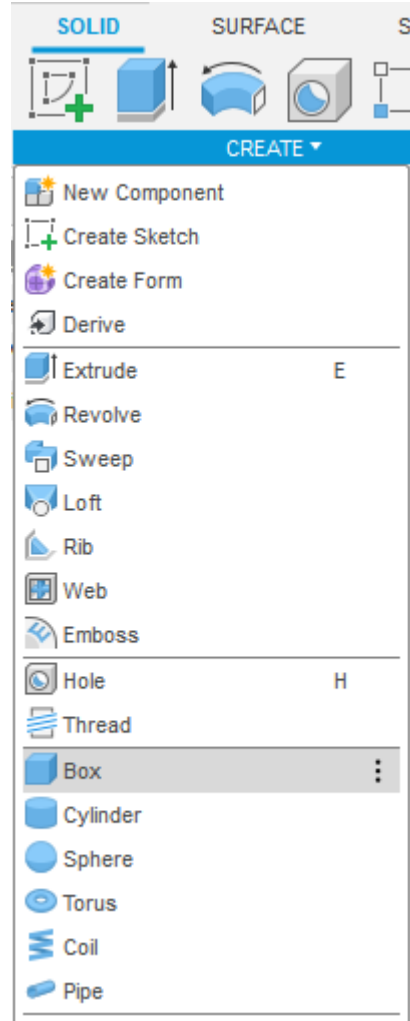 SOLID SURFACE S
CREATE ▾
New Component
Create Sketch
Create Form
Derive
Extrude E
Revolve
Sweep
Loft
Rib
Web
Emboss
Hole H
Thread
Box
Cylinder
Sphere
Torus
Coil
Pipe